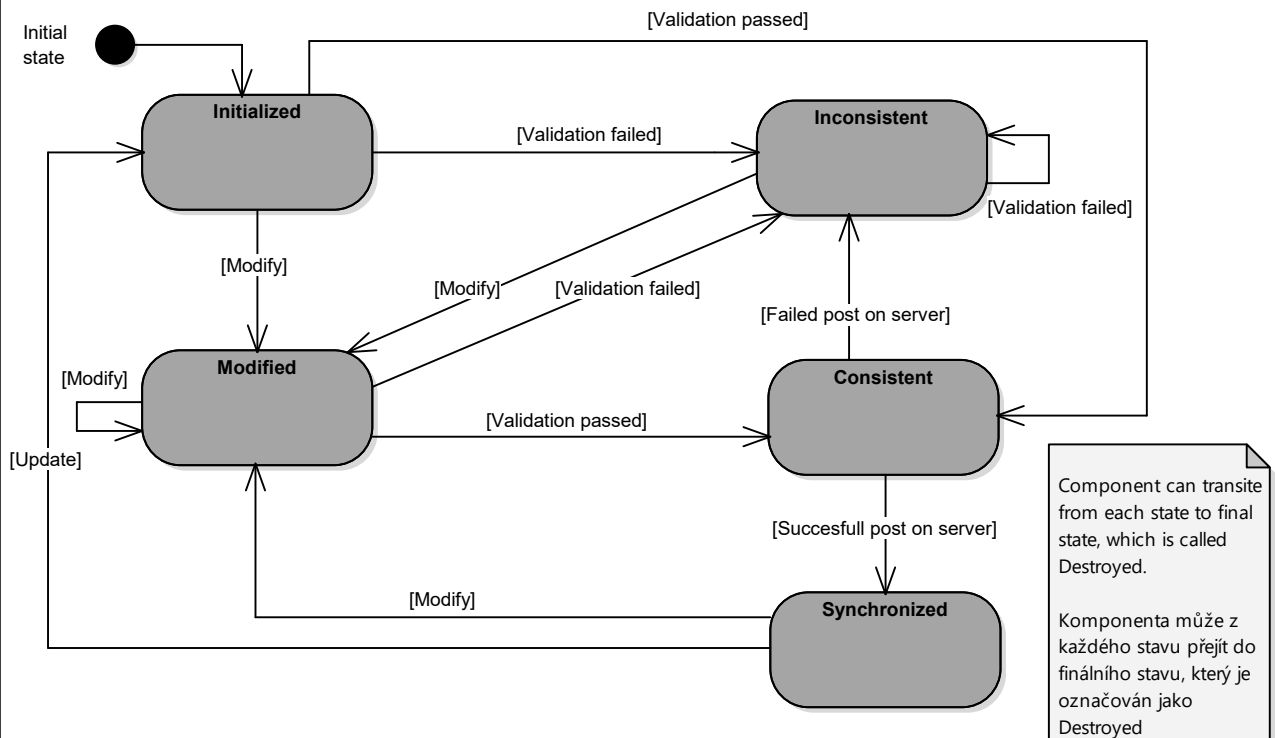 [Validation passed]
Initial
state
Initialized
Inconsistent
[Validation failed]
[Validation failed]
[Modify]
[Modify]
[Validation failed]
[Failed post on server]
Modified
Consistent
[Modify]
[Validation passed]
[Update]
[Succesfull post on server]
[Modify]
Synchronized
Component can transite
from each state to final
state, which is called
Destroyed.
Komponenta může z
každého stavu přejít do
finálního stavu, který je
označován jako
Destroyed